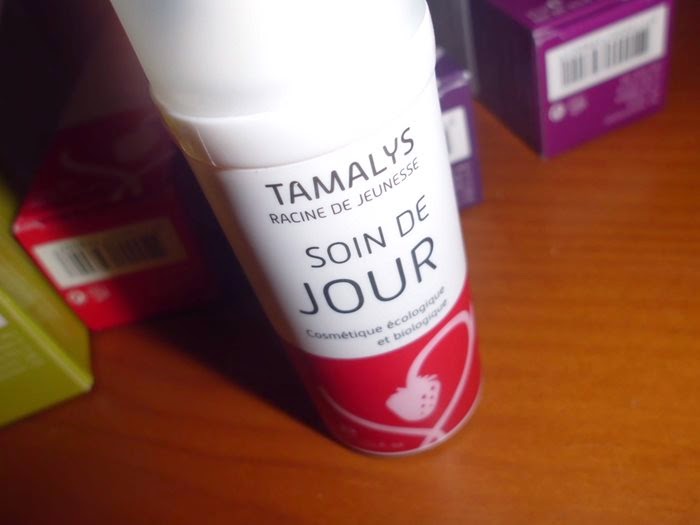 TAMALYS
RACINE DE JEUNESSE
SOIN DE
JOUR
Cosmétique écologique
et biologique